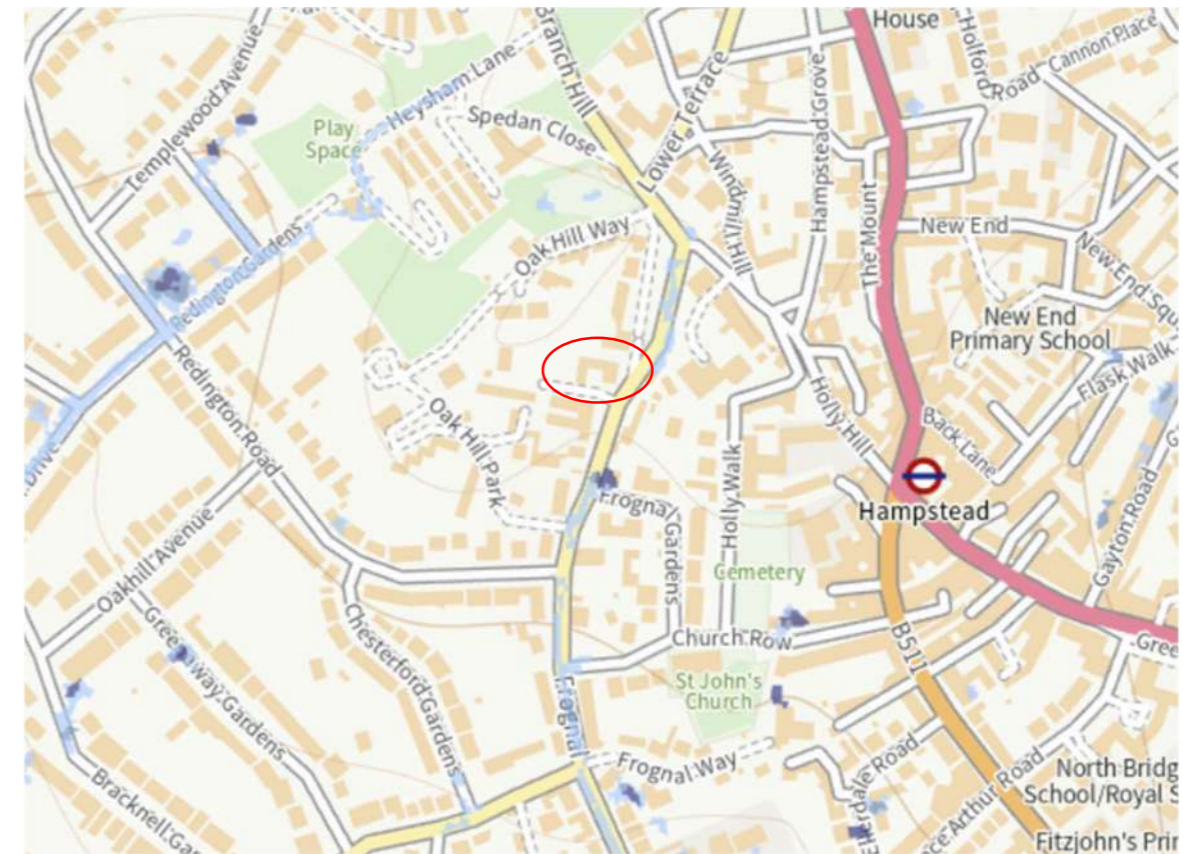 House
Holford
Road
Cannon Place
Templewood Avenue
Branch Hill
Heysham Lane
Spedan Close
Play
Space
Lower Terrace
Windmill Hill
Hampstead Grove
The Mount
New End
New End Squ
Oak Hill Way
Redington Gardens
New End
Primary School
Flask Walk
Redington Road
Drive
Oak Hill Park
Holly Hill
Back Lane
Holly Walk
Hampstead
Frognal Gardens
Gayton Road
G
Oakhill Avenue
Cemetery
Church Row
B511
Gree
Greenaway Gardens
Chesterford Gardens
St John's
Church
Frognal
Frognal Way
Ellerdale Road
ce Arthur Road
North Bridg
School/Royal S
Bracknell Ga
Fitzjohn's Prir